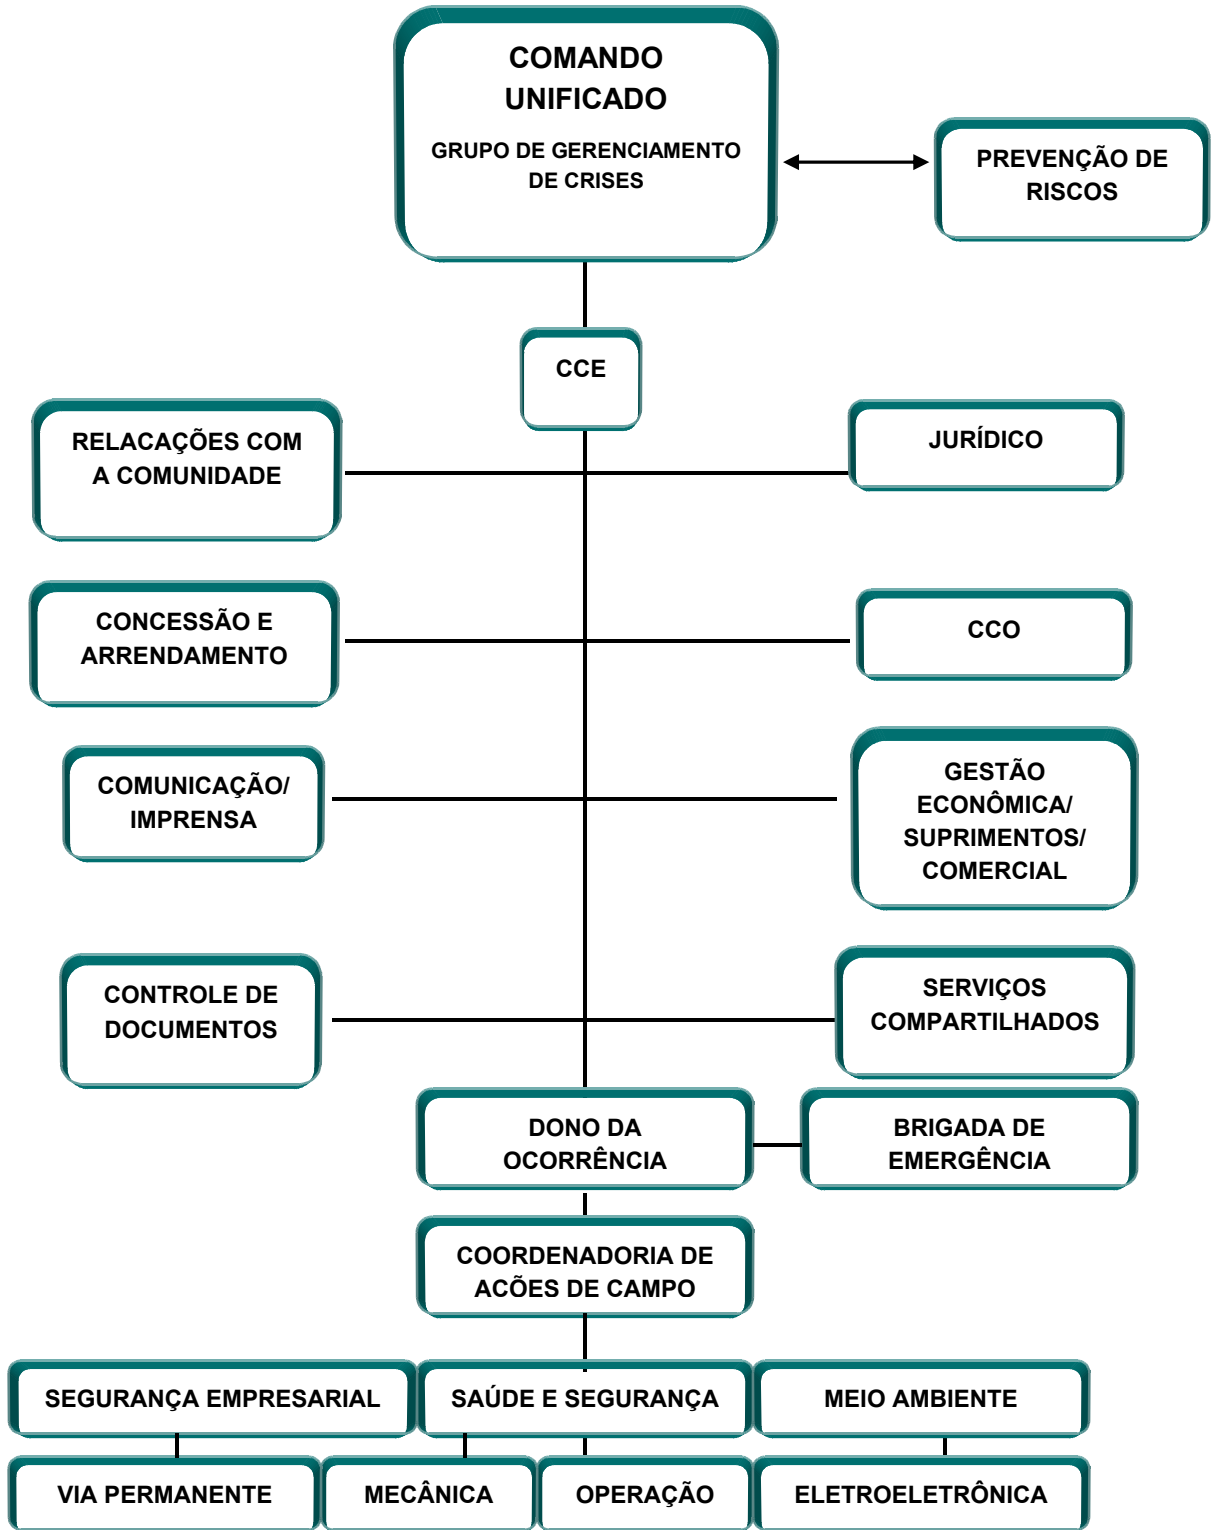 COMANDO
UNIFICADO
GRUPO DE GERENCIAMENTO
DE CRISES
PREVENÇÃO DE
RISCOS
CCE
RELACAÇÕES COM
A COMUNIDADE
JURÍDICO
CONCESSÃO E
ARRENDAMENTO
CCO
COMUNICAÇÃO/
IMPRENSA
GESTÃO
ECONÔMICA/
SUPRIMENTOS/
COMERCIAL
CONTROLE DE
DOCUMENTOS
SERVIÇOS
COMPARTILHADOS
DONO DA
OCORRÊNCIA
BRIGADA DE
EMERGÊNCIA
COORDENADORIA DE
ACÕES DE CAMPO
SEGURANÇA EMPRESARIAL
SAÚDE E SEGURANÇA
MEIO AMBIENTE
VIA PERMANENTE
MECÂNICA
OPERAÇÃO
ELETROELETRÔNICA